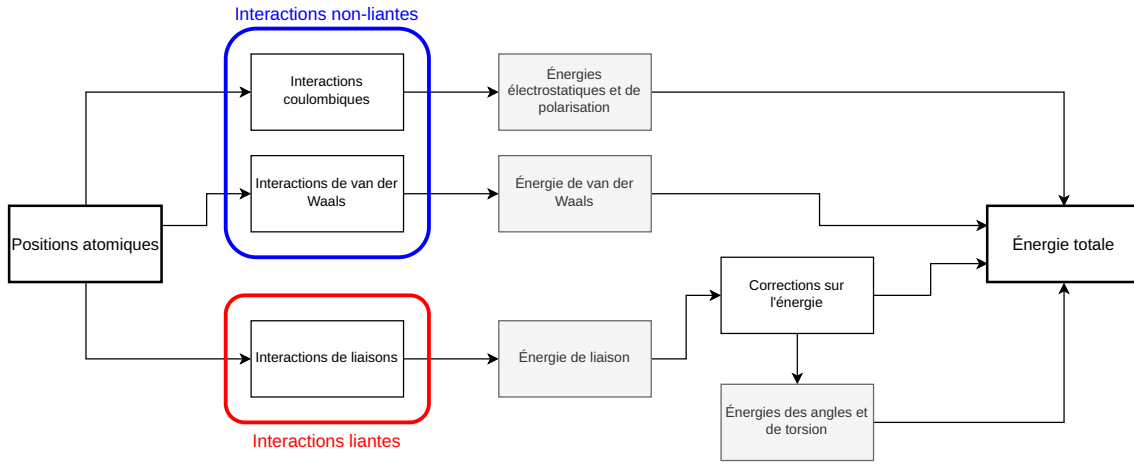 Interactions non-liantes
Interactions
coulombiques
Énergies
électrostatiques et de
polarisation
Interactions de van der
Waals
Énergie de van der
Waals
Positions atomiques
Énergie totale
Corrections sur
l'énergie
Interactions de liaisons
Énergie de liaison
Énergies des angles et
de torsion
Interactions liantes